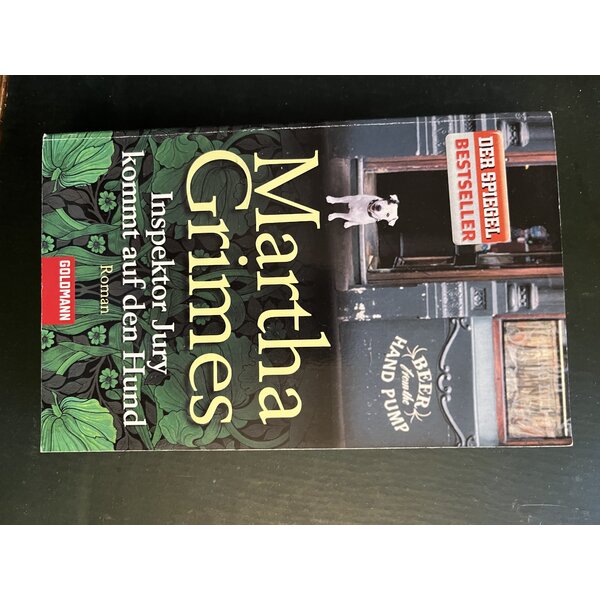 DER SPIEGEL
BESTSELLER
BEER
from the
HAND PUMP
Martha
Grimes
Inspektor Jury
kommt auf den Hund
Roman
GOLDMANN